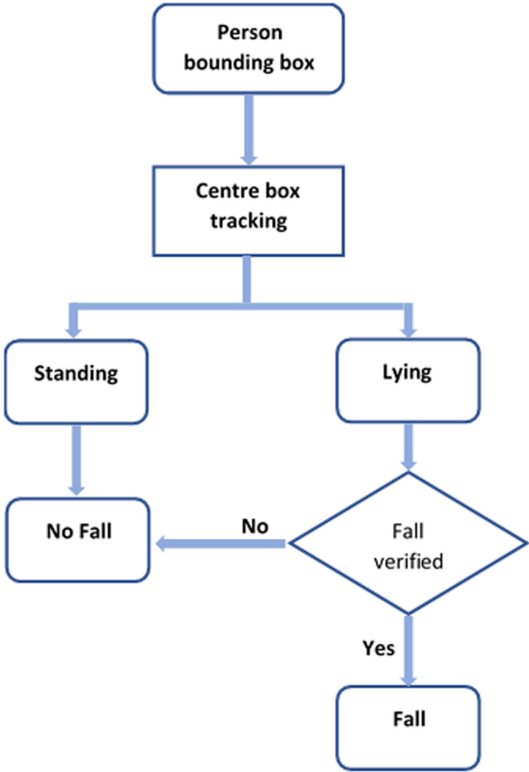 Person
bounding box
Centre box
tracking
Standing
Lying
No Fall
No
Fall
verified
Yes
Fall